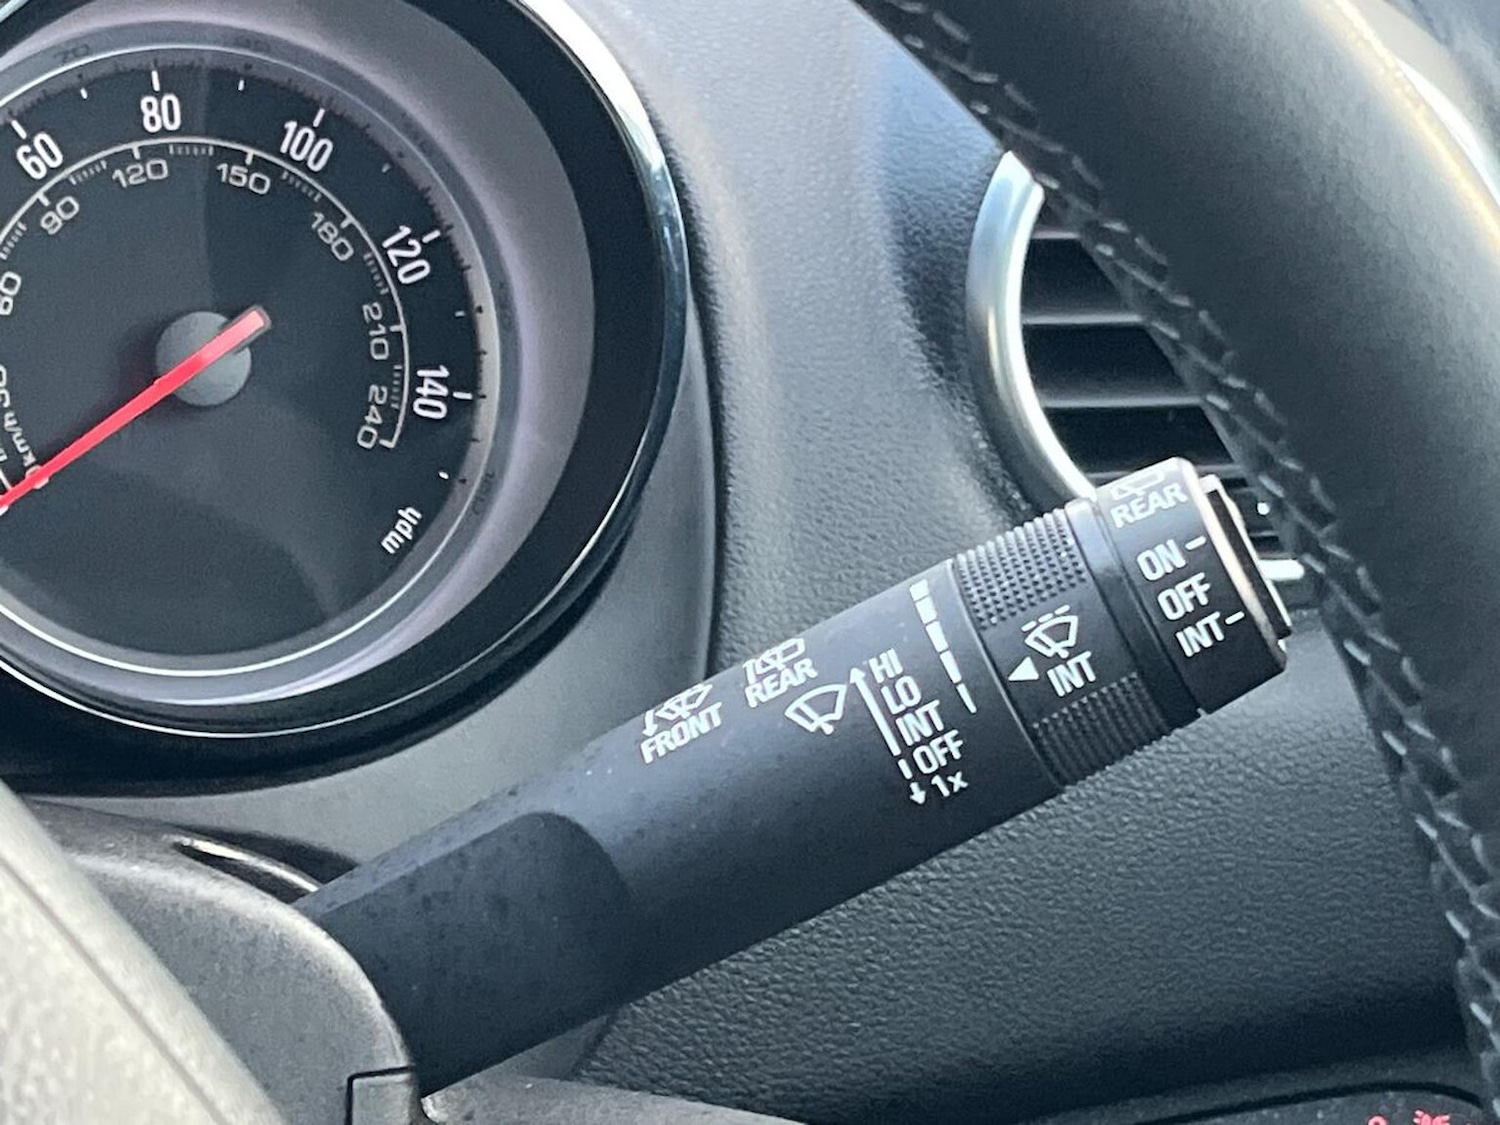 60
80
100
120
140
mph
90
120
150
180
210
240
km/h
FRONT
REAR
HI
LO
INT
OFF
1x
INT
REAR
ON
OFF
INT